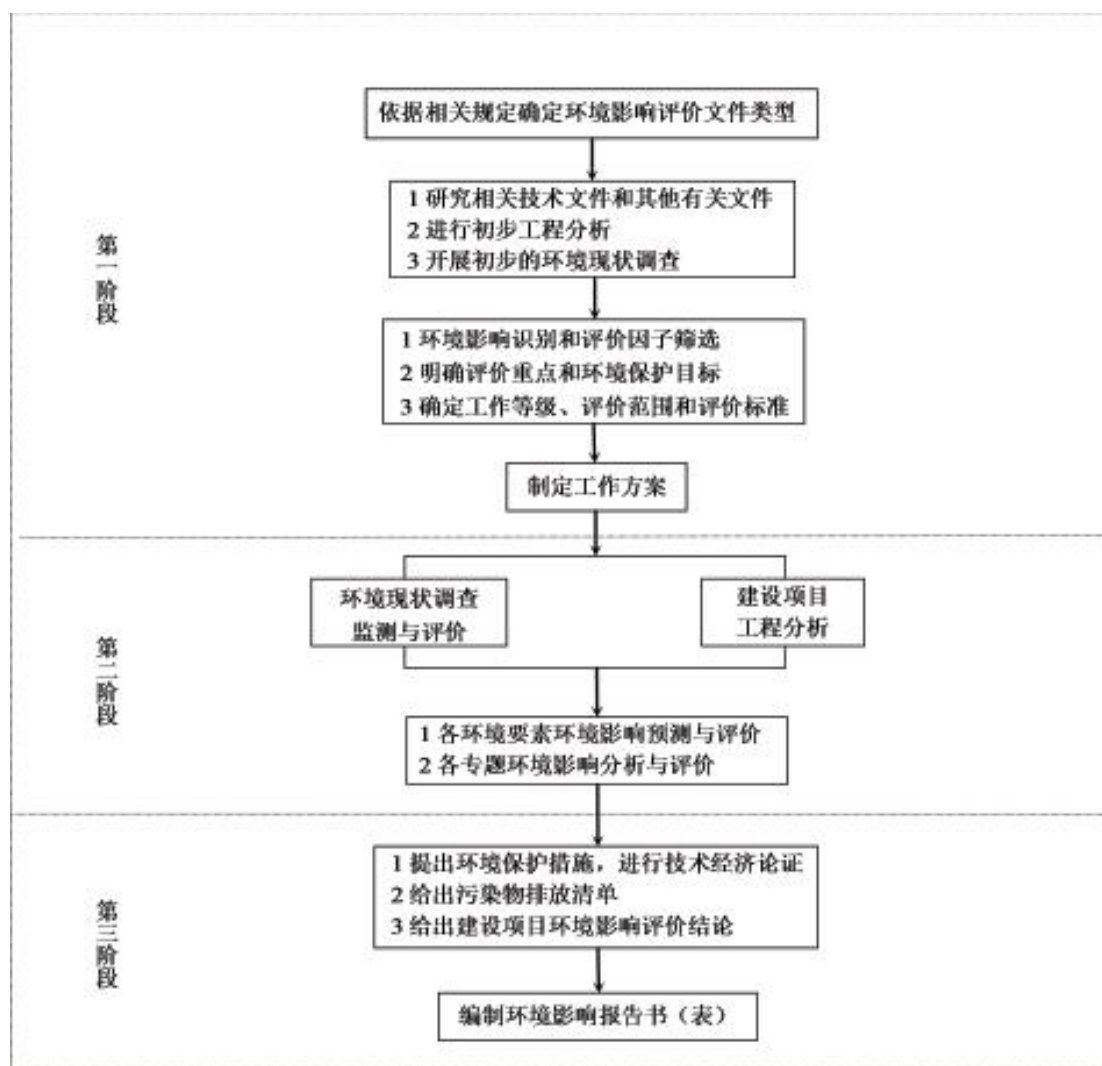 第一阶段
依据相关规定确定环境影响评价文件类型
1 研究相关技术文件和其他有关文件
2 进行初步工程分析
3 开展初步的环境现状调查
1 环境影响识别和评价因子筛选
2 明确评价重点和环境保护目标
3 确定工作等级、评价范围和评价标准
制定工作方案
第二阶段
环境现状调查
监测与评价
建设项目
工程分析
1 各环境要素环境影响预测与评价
2 各专题环境影响分析与评价
第三阶段
1 提出环境保护措施，进行技术经济论证
2 给出污染物排放清单
3 给出建设项目环境影响评价结论
编制环境影响报告书（表）